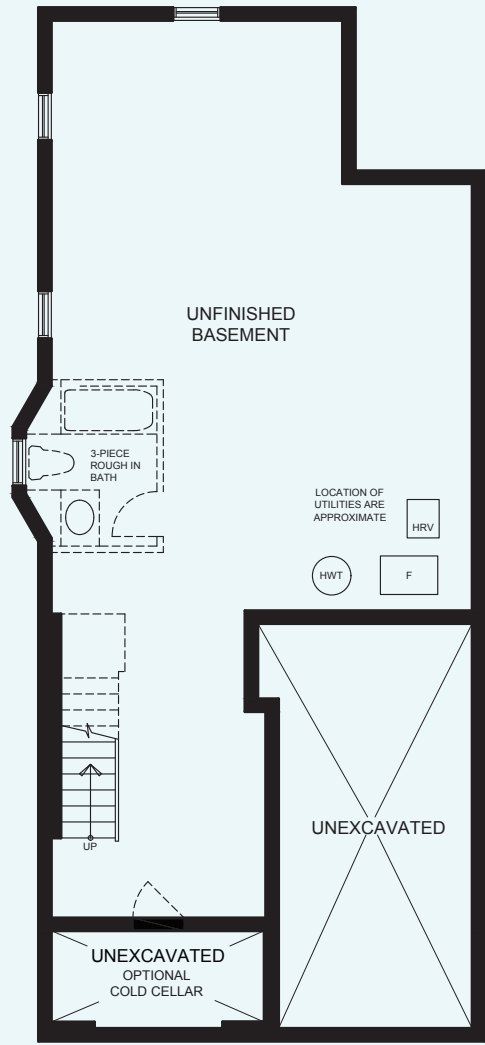 UNFINISHED
BASEMENT
3-PIECE
ROUGH IN
BATH
LOCATION OF
UTILITIES ARE
APPROXIMATE
HRV
HWT
F
UNEXCAVATED
UP
UNEXCAVATED
OPTIONAL
COLD CELLAR